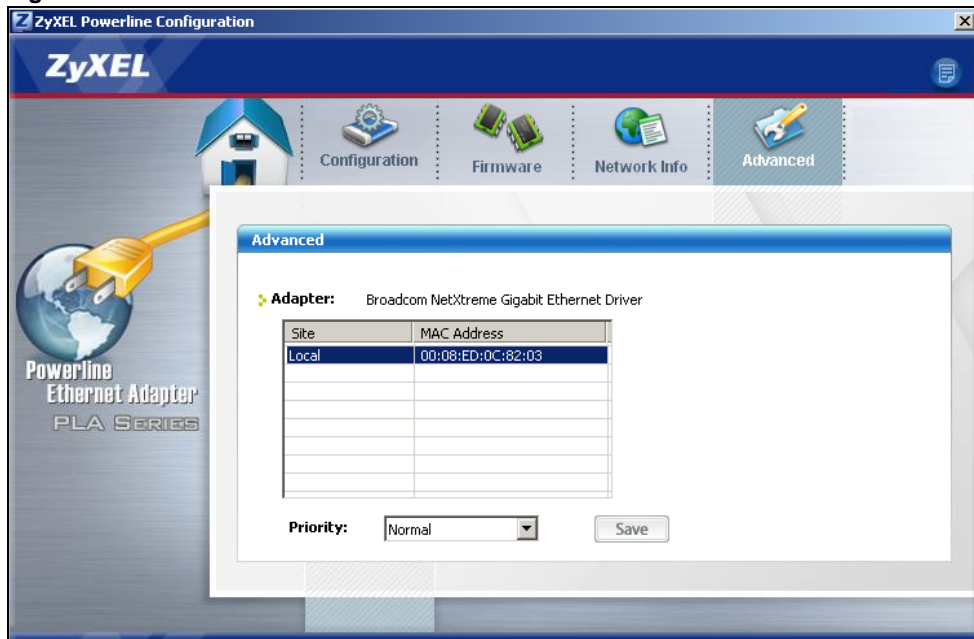 ZyXEL Powerline Configuration
ZyXEL
Configuration
Firmware
Network Info
Advanced
Advanced
Adapter: Broadcom NetXtreme Gigabit Ethernet Driver
Site MAC Address
Local 00:08:ED:0C:82:03
Powerline
Ethernet Adapter
PLA SERIES
Priority: Normal Save